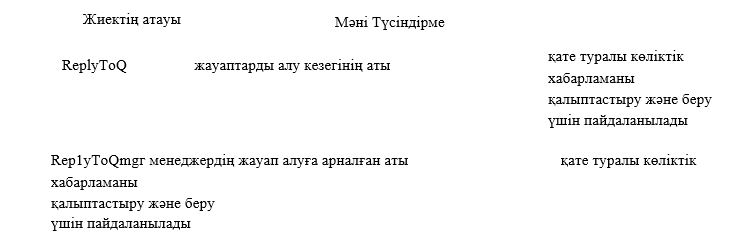 Жиектің атауы
Мәні Түсіндірме
ReplyToQ жауаптарды алу кезегінің аты
қате туралы көліктік
хабарламаны
қалыптастыру және беру
үшін пайдаланылады
Rep1yToQmgr менеджердің жауап алуға арналған аты қате туралы көліктік
хабарламаны
қалыптастыру және беру
үшін пайдаланылады